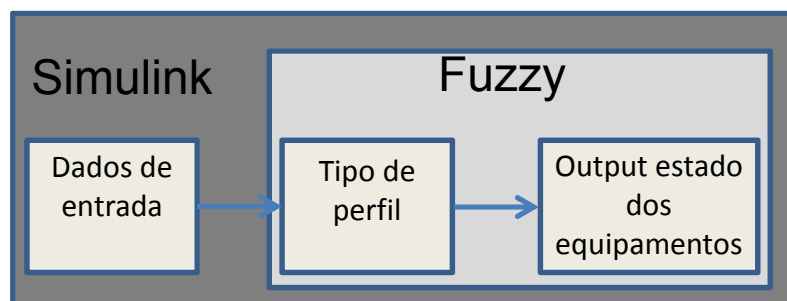 Simulink
Fuzzy
Dados de
entrada
Tipo de
perfil
Output estado
dos
equipamentos